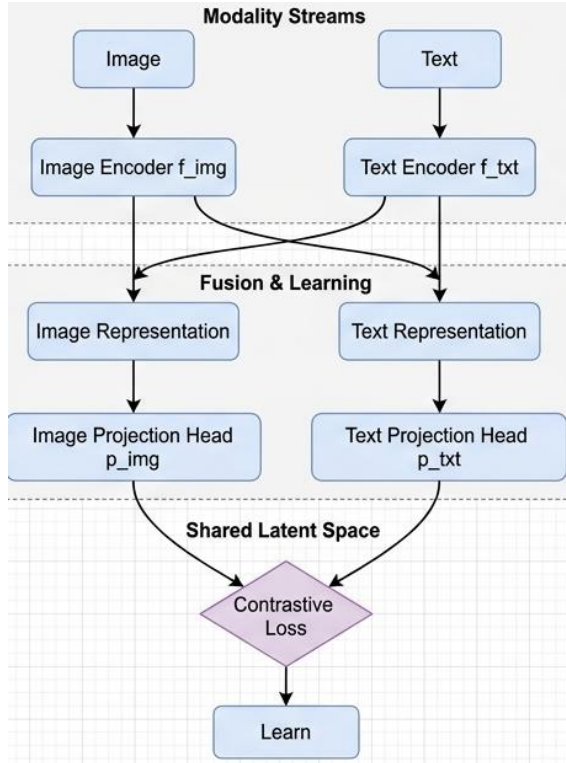 Modality Streams
Image
Text
Image Encoder f_img
Text Encoder f_txt
Fusion & Learning
Image Representation
Text Representation
Image Projection Head
p_img
Text Projection Head
p_txt
Shared Latent Space
Contrastive
Loss
Learn